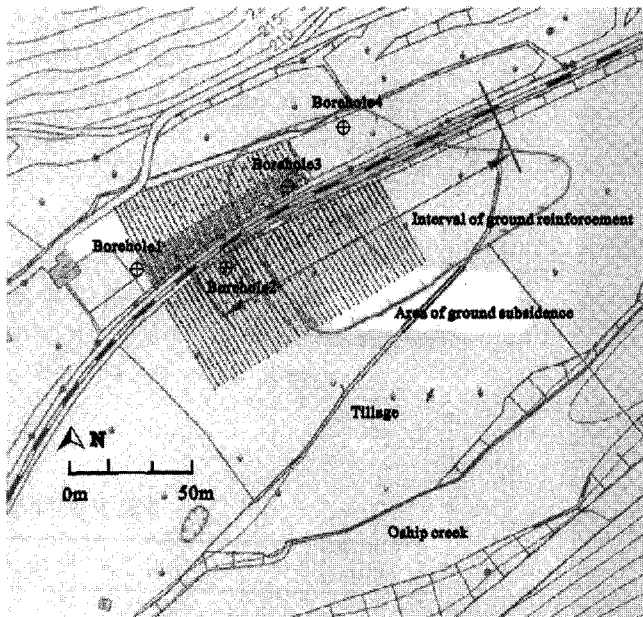 Borehole4
Borehole3
Interval of ground reinforcement
Borehole1
Borehole2
Area of ground subsidence
Tillage
N
0m 50m
Oship creek